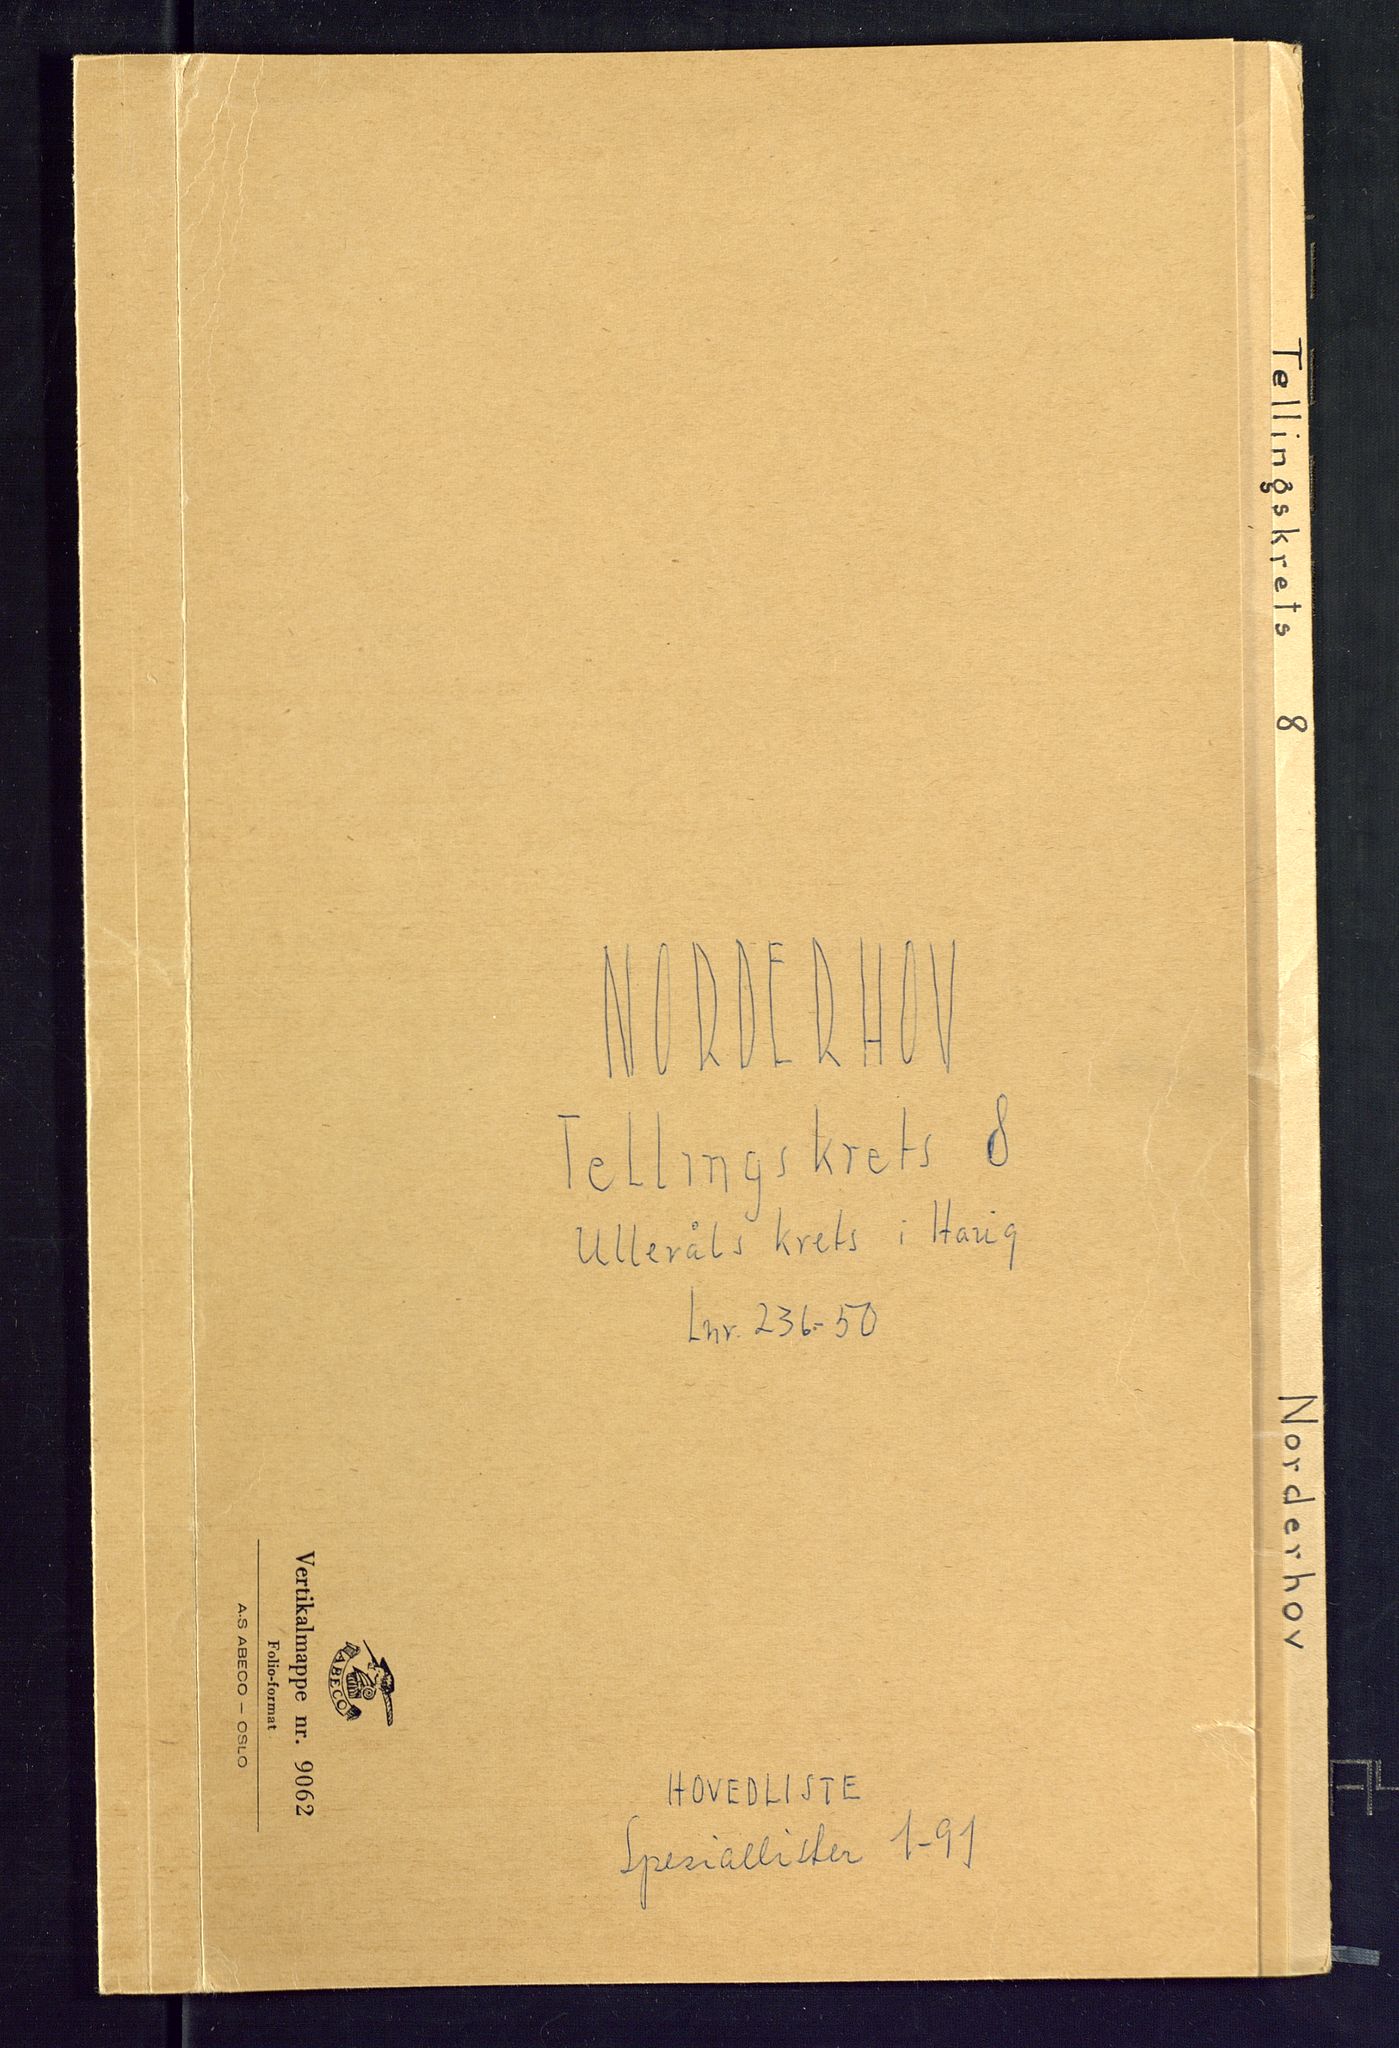 NORDERHOV
Tellingskrets 8
Ulleråls krets i Haug
Lnr. 236-50
HOVEDLISTE
Spesiallister 1-91
Tellingskrets 8
Norderhov
ABECO
Vertikalmappe nr. 9062
Folio-format
A.S ABECO – OSLO